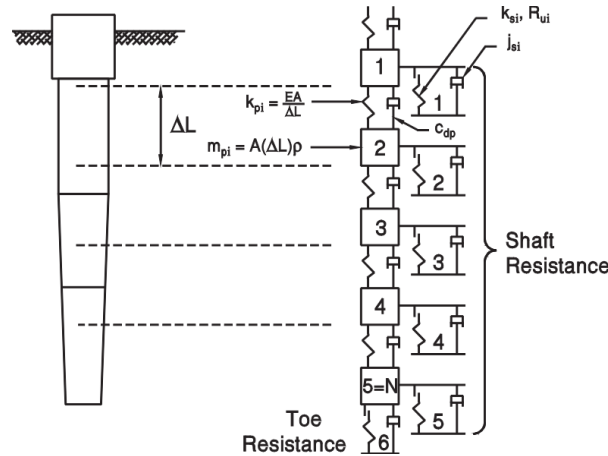 k_si, R_ui
j_si
1
1
k_pi = EA/ΔL
ΔL
c_dp
m_pi = A(ΔL)ρ
2
2
3
3
Shaft
Resistance
4
4
5=N
5
Toe
Resistance
6